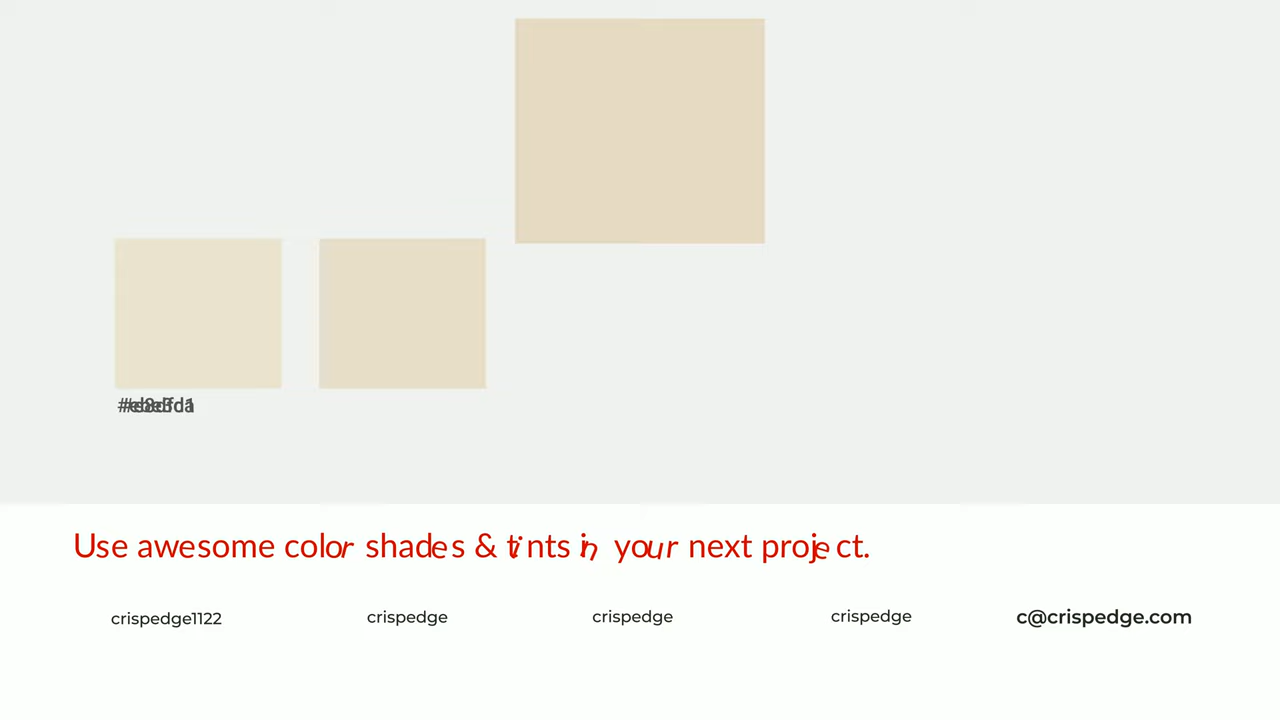 Use awesome color shades & tints in your next project.
crispedge1122 crispedge crispedge crispedge c@crispedge.com